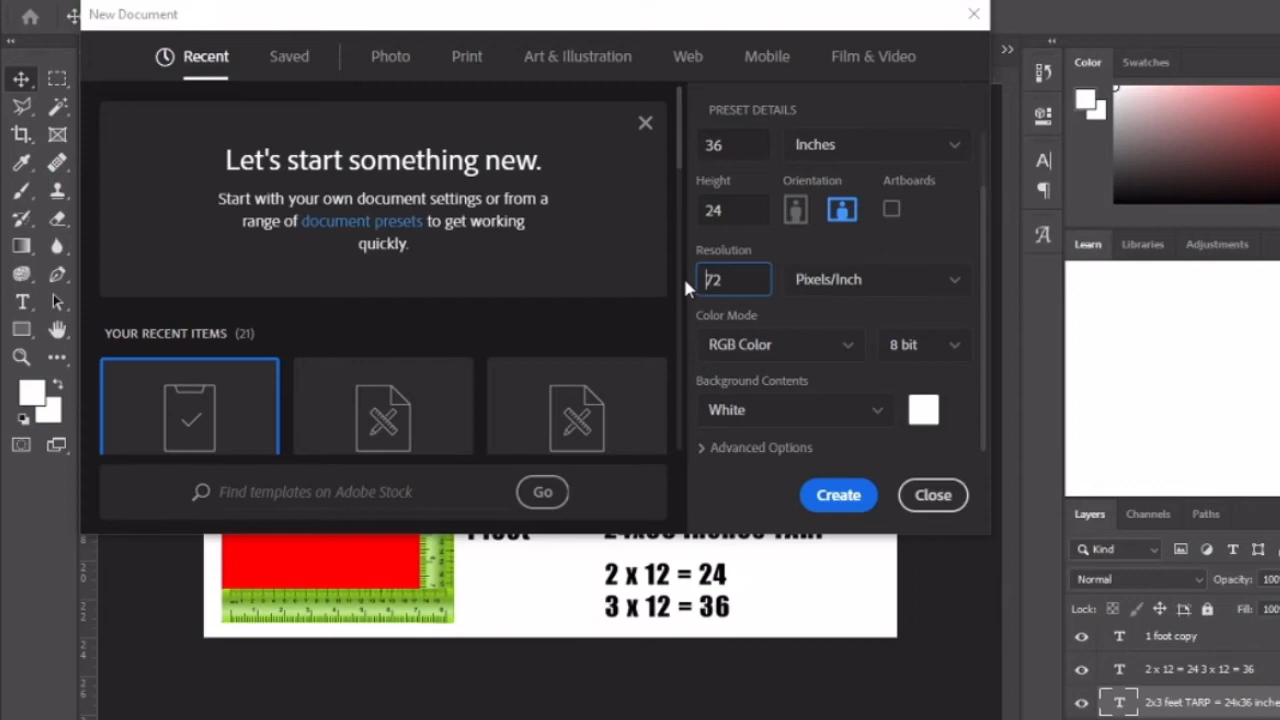 New Document
Recent
Saved
Photo
Print
Art & Illustration
Web
Mobile
Film & Video
Let's start something new.
Start with your own document settings or from a
range of document presets to get working
quickly.
YOUR RECENT ITEMS (21)
Find templates on Adobe Stock
Go
PRESET DETAILS
36
Inches
Height
Orientation
Artboards
24
Resolution
72
Pixels/Inch
Color Mode
RGB Color
8 bit
Background Contents
White
Advanced Options
Create
Close
2 x 12 = 24
3 x 12 = 36
Color
Swatches
Learn
Libraries
Adjustments
Layers
Channels
Paths
Kind
Normal
Opacity: 100
Lock:
Fill: 100
1 foot copy
2 x 12 = 24 3 x 12 = 36
2x3 feet TARP = 24x36 inche